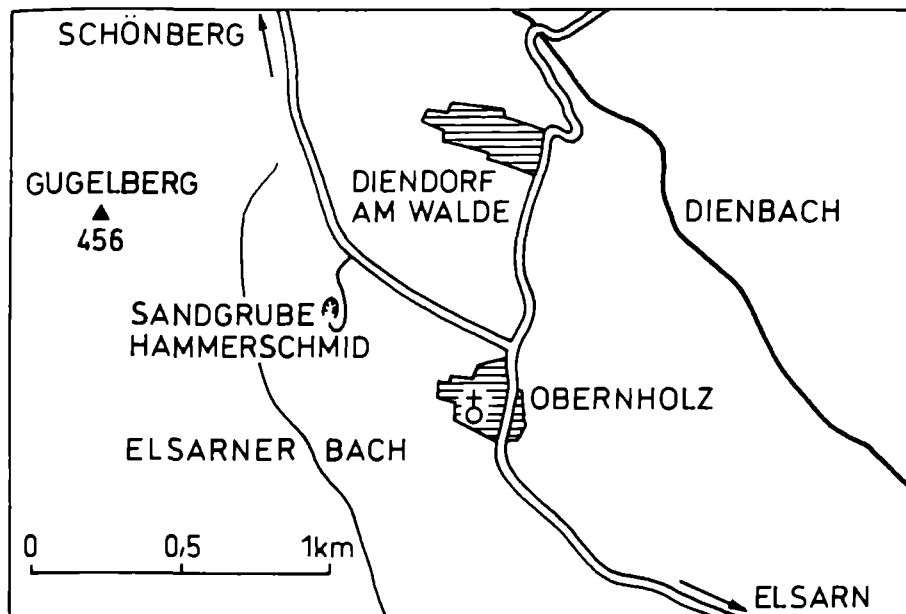 SCHÖNBERG
GUGELBERG
456
DIENDORF
AM WALDE
DIENBACH
SANDGRUBE
HAMMERSCHMID
OBERNHOLZ
ELSARNER BACH
0 0,5 1km
ELSARN